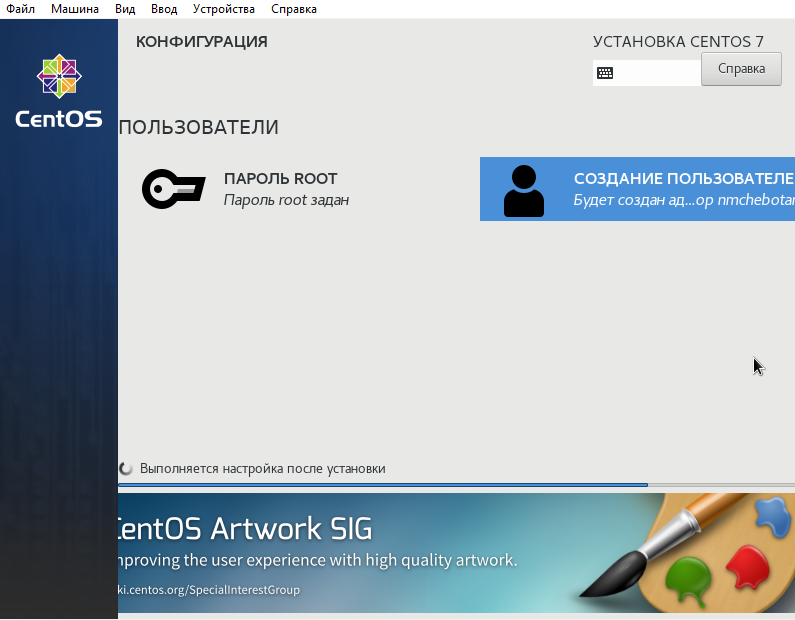 Файл Машина Вид Ввод Устройства Справка
КОНФИГУРАЦИЯ
УСТАНОВКА CENTOS 7
Справка
CentOS
ПОЛЬЗОВАТЕЛИ
ПАРОЛЬ ROOT
Пароль root задан
СОЗДАНИЕ ПОЛЬЗОВАТЕЛЕ
Будет создан ад...ор nmchebotar
Выполняется настройка после установки
CentOS Artwork SIG
mproving the user experience with high quality artwork.
ki.centos.org/SpecialInterestGroup